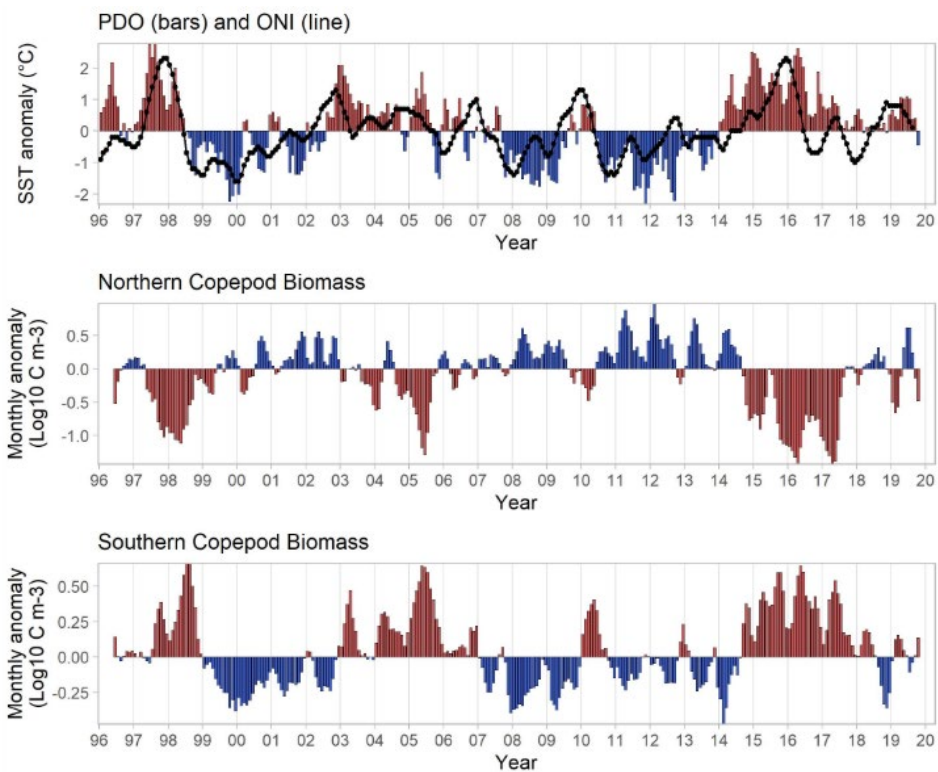 PDO (bars) and ONI (line)
SST anomaly (°C)
2
1
0
-1
-2
96 97 98 99 00 01 02 03 04 05 06 07 08 09 10 11 12 13 14 15 16 17 18 19 20
Year
Northern Copepod Biomass
Monthly anomaly
(Log10 C m-3)
0.5
0.0
-0.5
-1.0
96 97 98 99 00 01 02 03 04 05 06 07 08 09 10 11 12 13 14 15 16 17 18 19 20
Year
Southern Copepod Biomass
Monthly anomaly
(Log10 C m-3)
0.50
0.25
0.00
-0.25
96 97 98 99 00 01 02 03 04 05 06 07 08 09 10 11 12 13 14 15 16 17 18 19 20
Year